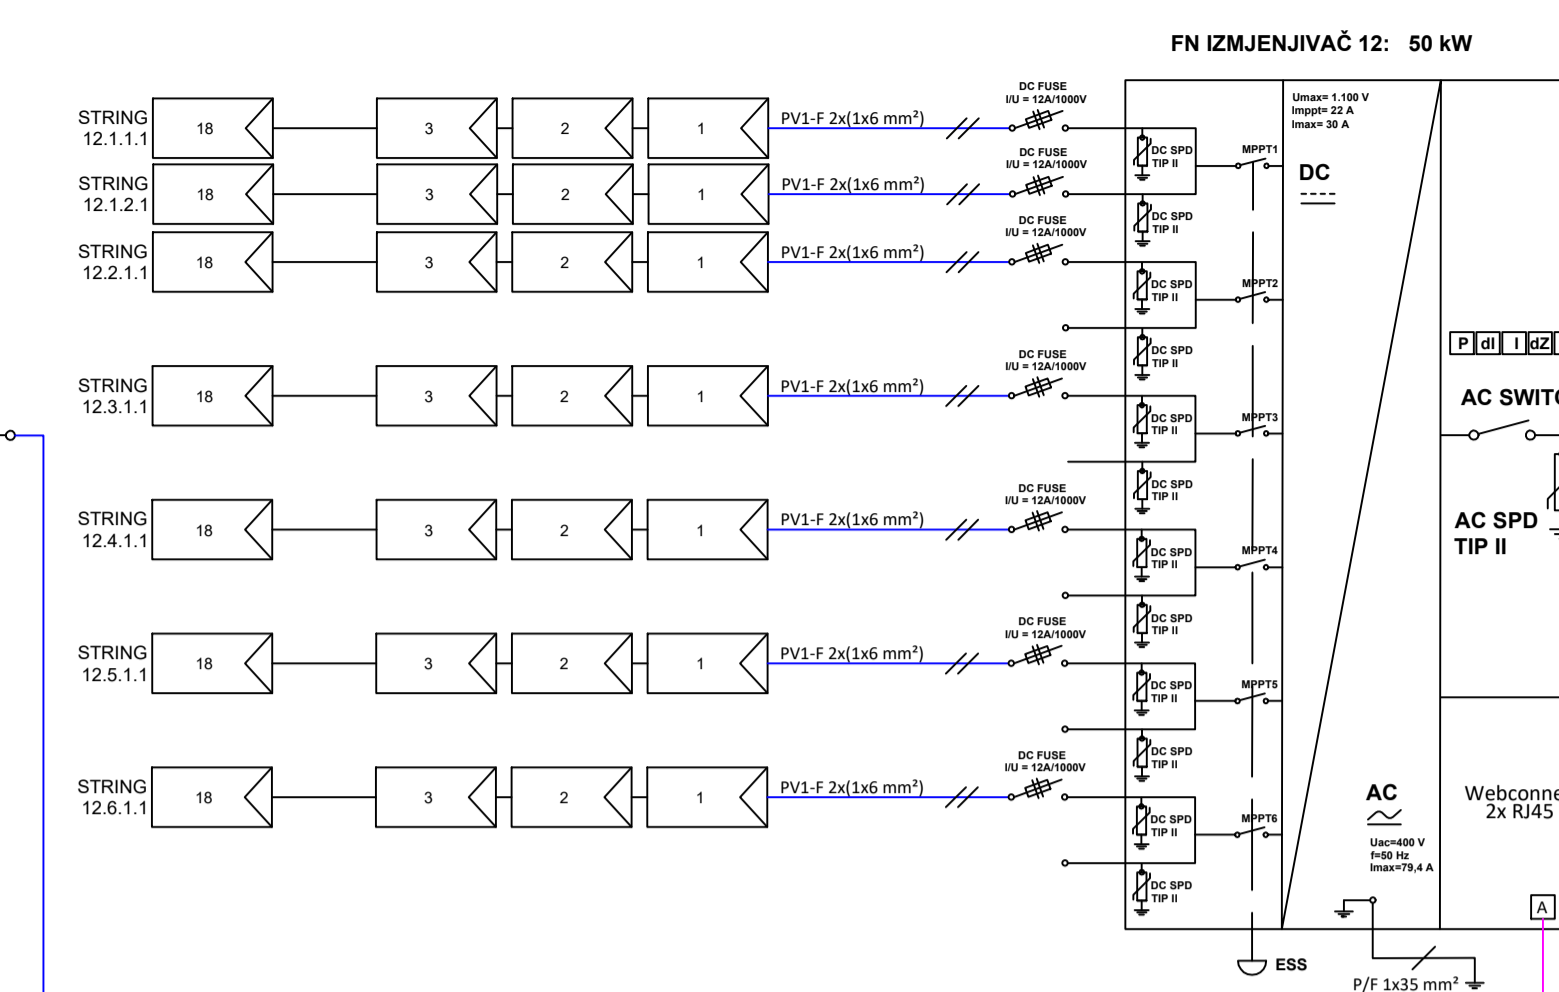 FN IZMJENJIVAČ 12: 50 kW
STRING
12.1.1.1
18
3
2
1
PV1-F 2x(1x6 mm²)
DC FUSE
I/U = 12A/1000V
STRING
12.1.2.1
18
3
2
1
PV1-F 2x(1x6 mm²)
DC FUSE
I/U = 12A/1000V
STRING
12.2.1.1
18
3
2
1
PV1-F 2x(1x6 mm²)
DC FUSE
I/U = 12A/1000V
STRING
12.3.1.1
18
3
2
1
PV1-F 2x(1x6 mm²)
DC FUSE
I/U = 12A/1000V
STRING
12.4.1.1
18
3
2
1
PV1-F 2x(1x6 mm²)
DC FUSE
I/U = 12A/1000V
STRING
12.5.1.1
18
3
2
1
PV1-F 2x(1x6 mm²)
DC FUSE
I/U = 12A/1000V
STRING
12.6.1.1
18
3
2
1
PV1-F 2x(1x6 mm²)
DC FUSE
I/U = 12A/1000V
DC SPD
TIP II
DC SPD
TIP II
DC SPD
TIP II
DC SPD
TIP II
DC SPD
TIP II
DC SPD
TIP II
DC SPD
TIP II
DC SPD
TIP II
DC SPD
TIP II
DC SPD
TIP II
DC SPD
TIP II
DC SPD
TIP II
MPPT1
MPPT2
MPPT3
MPPT4
MPPT5
MPPT6
Umax= 1.100 V
Imppt= 22 A
Imax= 30 A
DC
AC
Uac=400 V
f=50 Hz
Imax=79,4 A
P dI I dZ
AC SWITC
AC SPD
TIP II
Webconne
2x RJ45
A
ESS
P/F 1x35 mm²